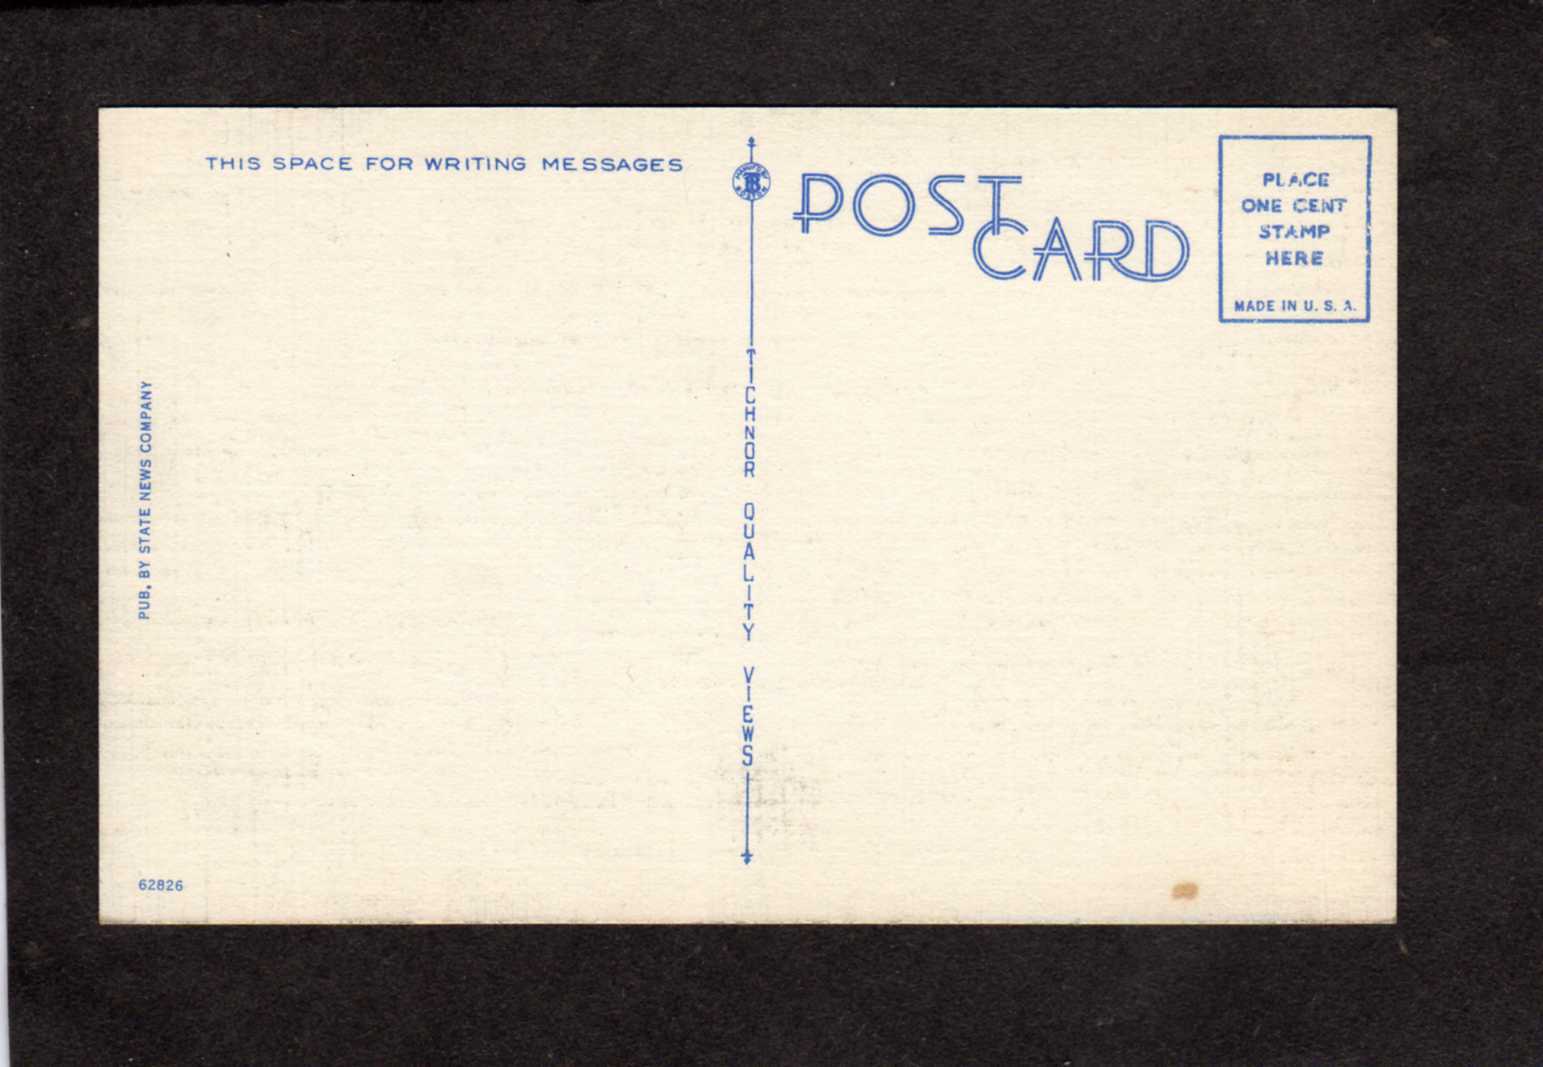 THIS SPACE FOR WRITING MESSAGES
POST
CARD
PLACE
ONE CENT
STAMP
HERE
MADE IN U. S. A.
TICHNOR QUALITY VIEWS
PUB. BY STATE NEWS COMPANY
62826